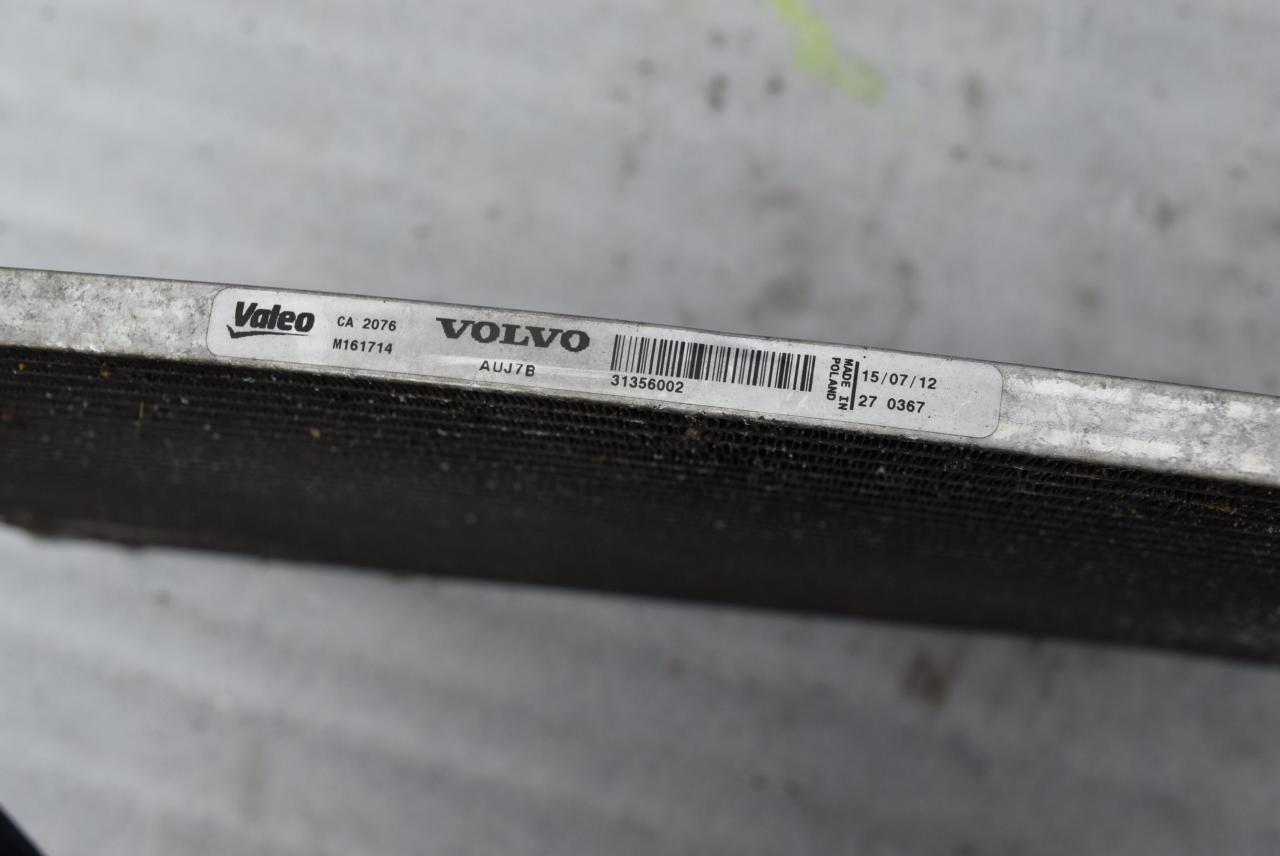 Valeo
CA 2076
M161714
VOLVO
AUJ7B
31356002
MADE IN
POLAND
15/07/12
27 0367